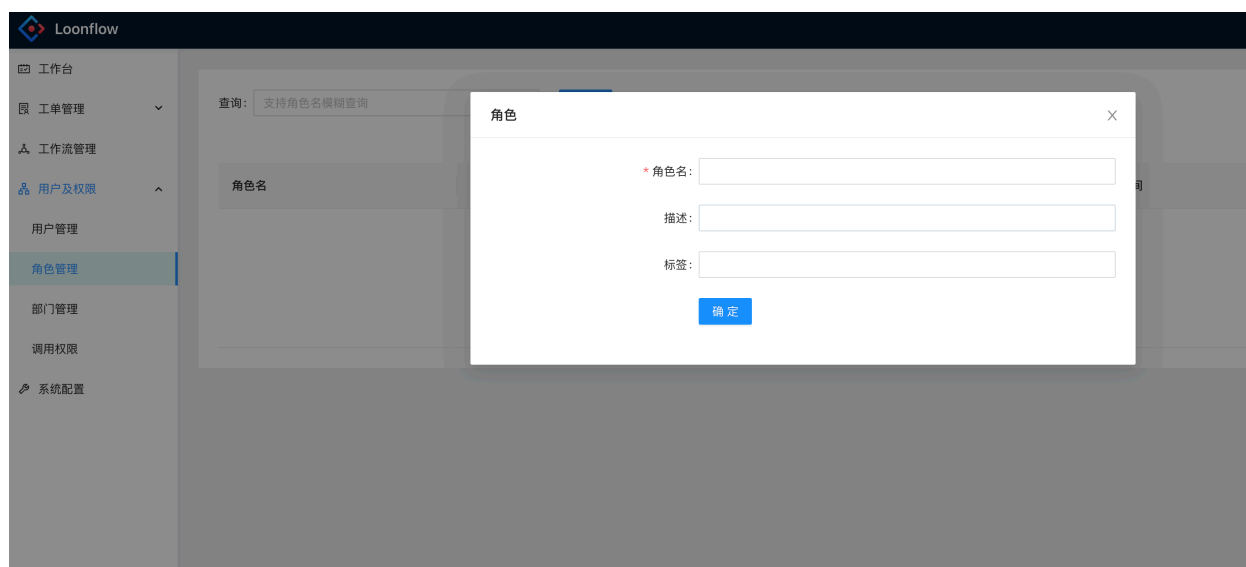 Loonflow
工作台
工单管理
工作流管理
用户及权限
用户管理
角色管理
部门管理
调用权限
系统配置
查询: 支持角色名模糊查询
角色名
间
角色
* 角色名:
描述:
标签:
确 定